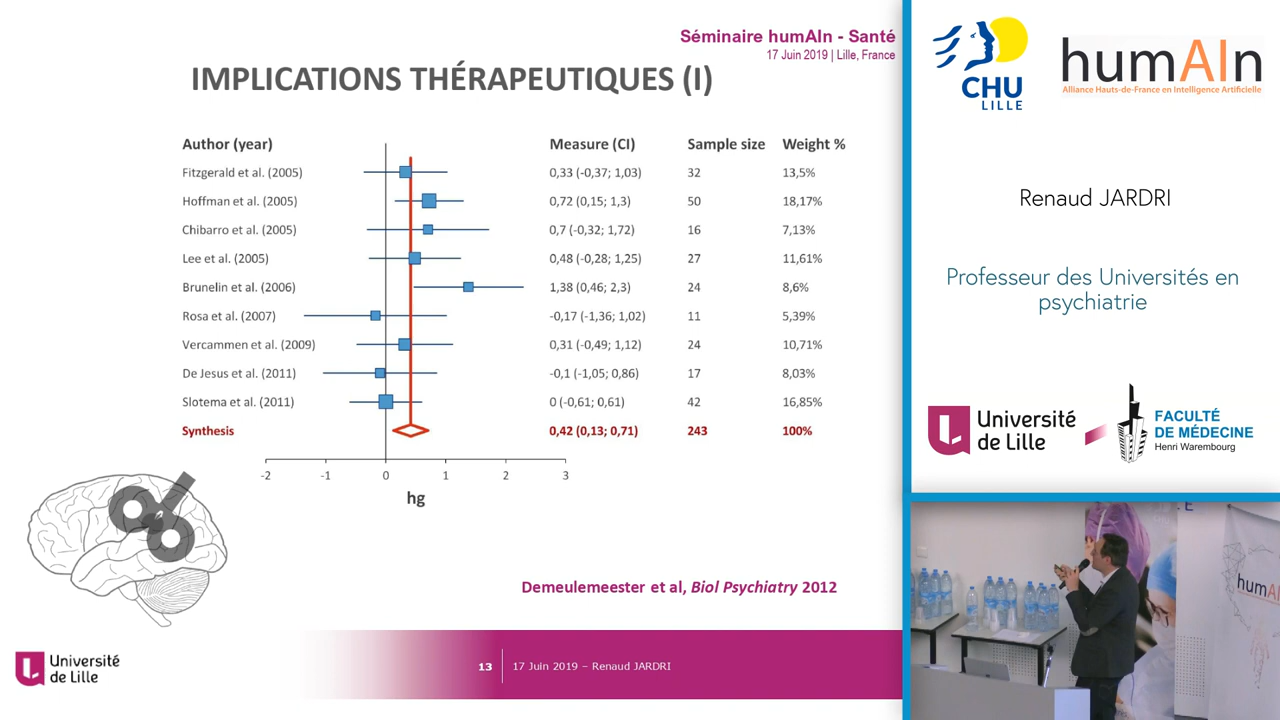 Séminaire humAIn - Santé
17 Juin 2019 | Lille, France
IMPLICATIONS THÉRAPEUTIQUES (I)
Author (year) Measure (CI) Sample size Weight %
Fitzgerald et al. (2005) 0,33 (-0,37; 1,03) 32 13,5%
Hoffman et al. (2005) 0,72 (0,15; 1,3) 50 18,17%
Chibarro et al. (2005) 0,7 (-0,32; 1,72) 16 7,13%
Lee et al. (2005) 0,48 (-0,28; 1,25) 27 11,61%
Brunelin et al. (2006) 1,38 (0,46; 2,3) 24 8,6%
Rosa et al. (2007) -0,17 (-1,36; 1,02) 11 5,39%
Vercammen et al. (2009) 0,31 (-0,49; 1,12) 24 10,71%
De Jesus et al. (2011) -0,1 (-1,05; 0,86) 17 8,03%
Slotema et al. (2011) 0 (-0,61; 0,61) 42 16,85%
Synthesis 0,42 (0,13; 0,71) 243 100%
-2 -1 0 1 2 3
hg
Demeulemeester et al, Biol Psychiatry 2012
Université
de Lille
13 17 Juin 2019 – Renaud JARDRI
CHU
LILLE
humAIn
Alliance Hauts-de-France en Intelligence Artificielle
Renaud JARDRI
Professeur des Universités en
psychiatrie
Université
de Lille
FACULTÉ
DE MÉDECINE
Henri Warembourg
humAI